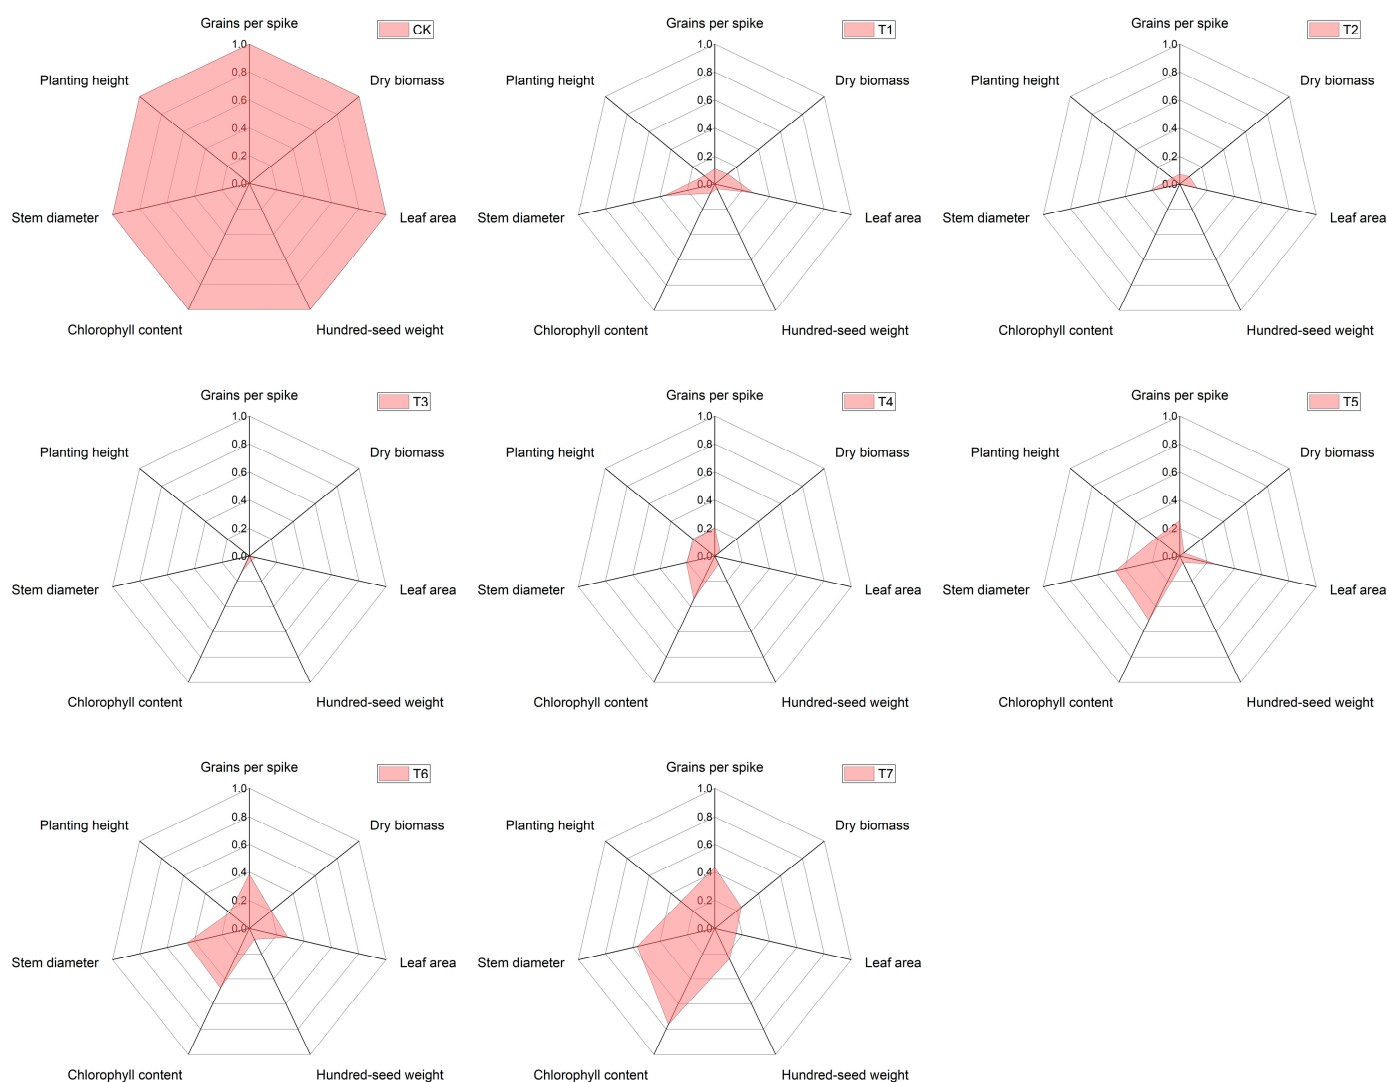 Grains per spike
CK
1.0
Planting height
Dry biomass
0.8
0.6
0.4
0.2
0.0
Stem diameter
Leaf area
Chlorophyll content
Hundred-seed weight
Grains per spike
T1
1.0
Planting height
Dry biomass
0.8
0.6
0.4
0.2
0.0
Stem diameter
Leaf area
Chlorophyll content
Hundred-seed weight
Grains per spike
T2
1.0
Planting height
Dry biomass
0.8
0.6
0.4
0.2
0.0
Stem diameter
Leaf area
Chlorophyll content
Hundred-seed weight
Grains per spike
T3
1.0
Planting height
Dry biomass
0.8
0.6
0.4
0.2
0.0
Stem diameter
Leaf area
Chlorophyll content
Hundred-seed weight
Grains per spike
T4
1.0
Planting height
Dry biomass
0.8
0.6
0.4
0.2
0.0
Stem diameter
Leaf area
Chlorophyll content
Hundred-seed weight
Grains per spike
T5
1.0
Planting height
Dry biomass
0.8
0.6
0.4
0.2
0.0
Stem diameter
Leaf area
Chlorophyll content
Hundred-seed weight
Grains per spike
T6
1.0
Planting height
Dry biomass
0.8
0.6
0.4
0.2
0.0
Stem diameter
Leaf area
Chlorophyll content
Hundred-seed weight
Grains per spike
T7
1.0
Planting height
Dry biomass
0.8
0.6
0.4
0.2
0.0
Stem diameter
Leaf area
Chlorophyll content
Hundred-seed weight